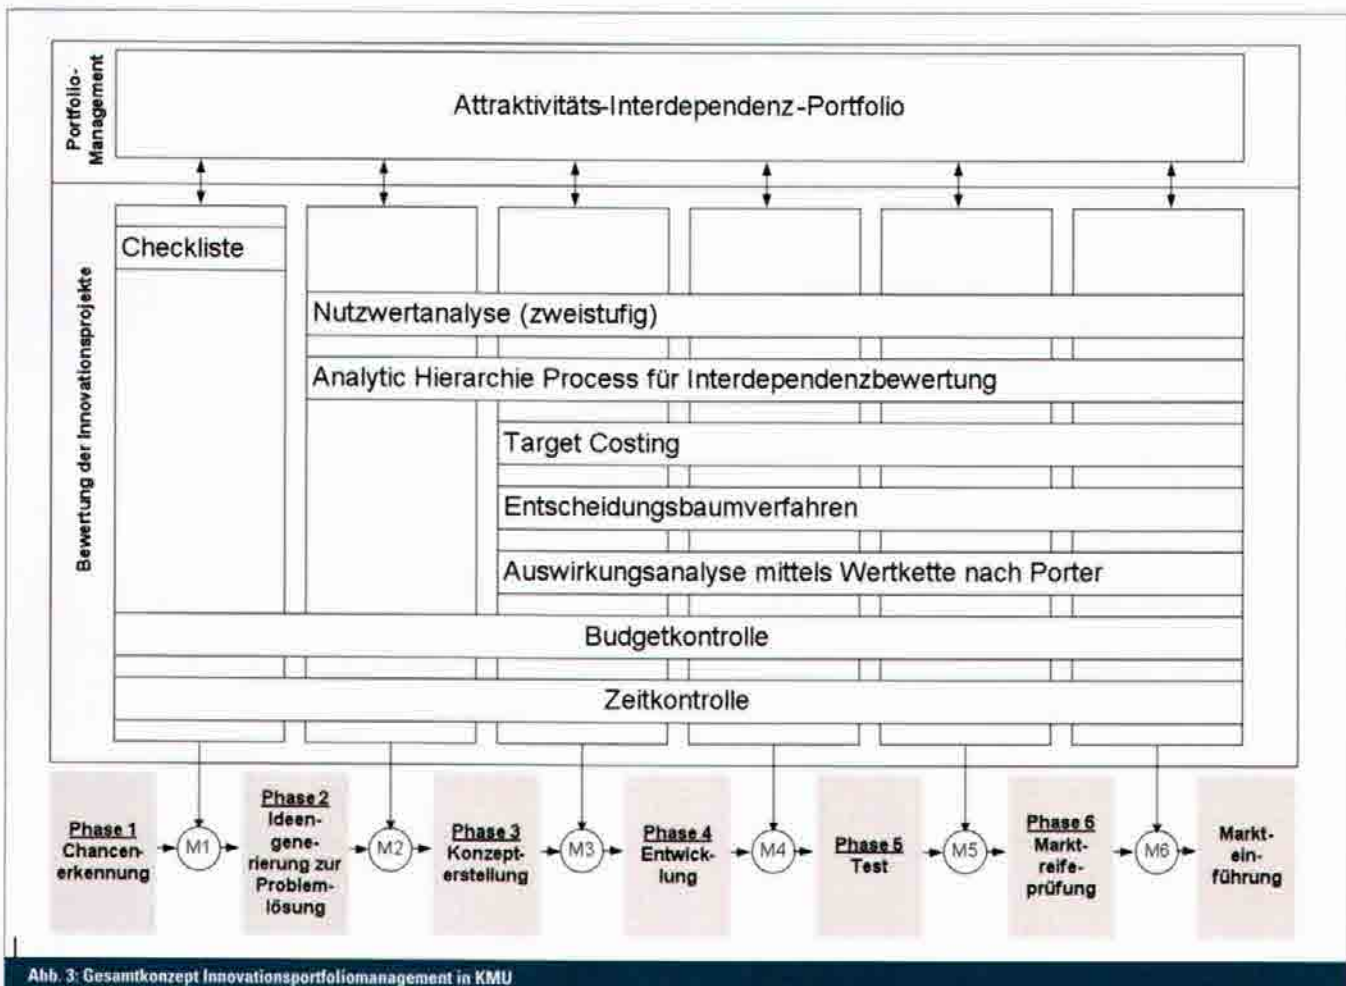 Portfolio-
Management
Attraktivitäts-Interdependenz-Portfolio
Bewertung der Innovationsprojekte
Checkliste
Nutzwertanalyse (zweistufig)
Analytic Hierarchie Process für Interdependenzbewertung
Target Costing
Entscheidungsbaumverfahren
Auswirkungsanalyse mittels Wertkette nach Porter
Budgetkontrolle
Zeitkontrolle
Phase 1
Chancen-
erkennung
M1
Phase 2
Ideen-
gene-
rierung zur
Problem-
lösung
M2
Phase 3
Konzept-
erstellung
M3
Phase 4
Entwick-
lung
M4
Phase 5
Test
M5
Phase 6
Markt-
reife-
prüfung
M6
Markt-
ein-
führung
Abb. 3: Gesamtkonzept Innovationsportfoliomanagement in KMU